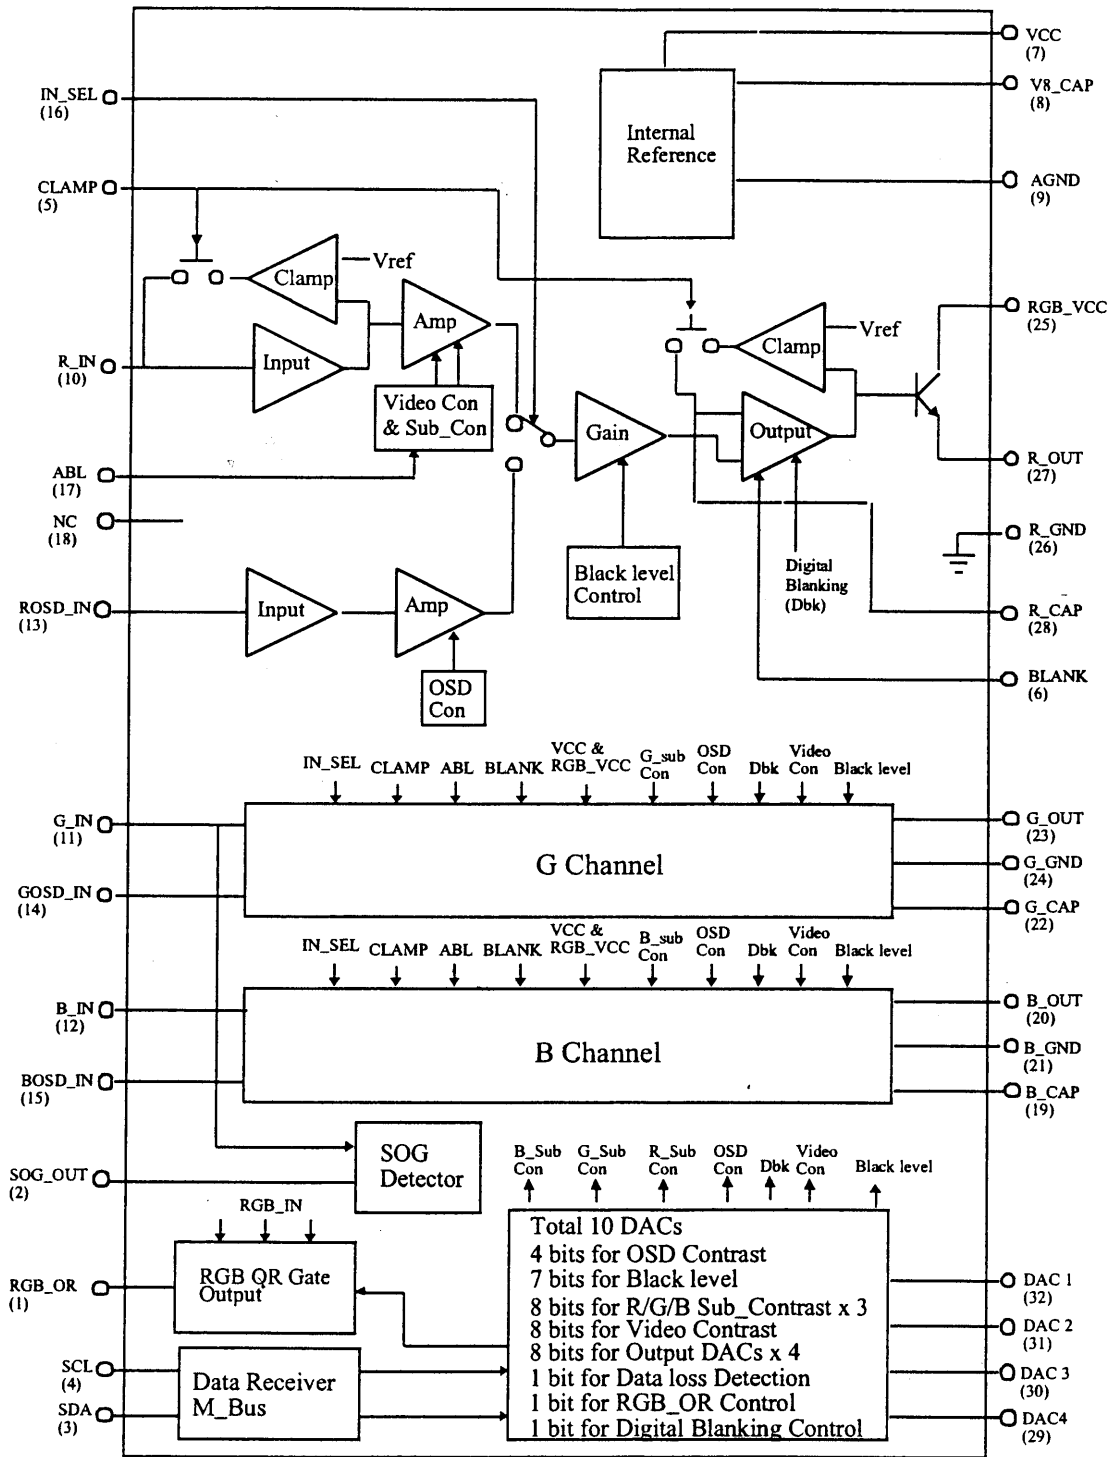 VCC
(7)
IN_SEL
(16)
V8_CAP
(8)
Internal
Reference
CLAMP
(5)
AGND
(9)
Clamp
Vref
Amp
RGB_VCC
(25)
Vref
Clamp
R_IN
(10)
Input
Video Con
& Sub_Con
Gain
Output
ABL
(17)
R_OUT
(27)
NC
(18)
R_GND
(26)
Black level
Control
Digital
Blanking
(Dbk)
ROSD_IN
(13)
Input
Amp
R_CAP
(28)
OSD
Con
BLANK
(6)
IN_SEL
CLAMP
ABL
BLANK
VCC &
RGB_VCC
G_sub
Con
OSD
Con
Dbk
Video
Con
Black level
G_IN
(11)
G_OUT
(23)
G Channel
G_GND
(24)
GOSD_IN
(14)
G_CAP
(22)
IN_SEL
CLAMP
ABL
BLANK
VCC &
RGB_VCC
B_sub
Con
OSD
Con
Dbk
Video
Con
Black level
B_IN
(12)
B_OUT
(20)
B Channel
B_GND
(21)
BOSD_IN
(15)
B_CAP
(19)
SOG
Detector
SOG_OUT
(2)
B_Sub
Con
G_Sub
Con
R_Sub
Con
OSD
Con
Dbk
Video
Con
Black level
RGB_IN
RGB OR Gate
Output
RGB_OR
(1)
Total 10 DACs
4 bits for OSD Contrast
7 bits for Black level
8 bits for R/G/B Sub_Contrast x 3
8 bits for Video Contrast
8 bits for Output DACs x 4
1 bit for Data loss Detection
1 bit for RGB_OR Control
1 bit for Digital Blanking Control
DAC 1
(32)
DAC 2
(31)
DAC 3
(30)
DAC4
(29)
SCL
(4)
Data Receiver
M_Bus
SDA
(3)